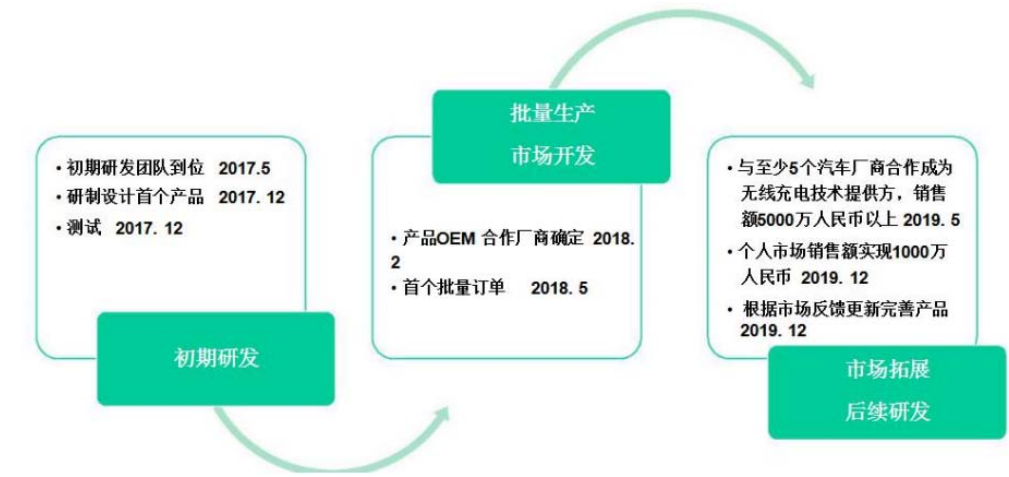 • 初期研发团队到位 2017.5
• 研制设计首个产品 2017. 12
• 测试 2017. 12
初期研发
批量生产
市场开发
• 产品OEM 合作厂商确定 2018.
2
• 首个批量订单 2018. 5
• 与至少5个汽车厂商合作成为
无线充电技术提供方，销售
额5000万人民币以上 2019. 5
• 个人市场销售额实现1000万
人民币 2019. 12
• 根据市场反馈更新完善产品
2019. 12
市场拓展
后续研发